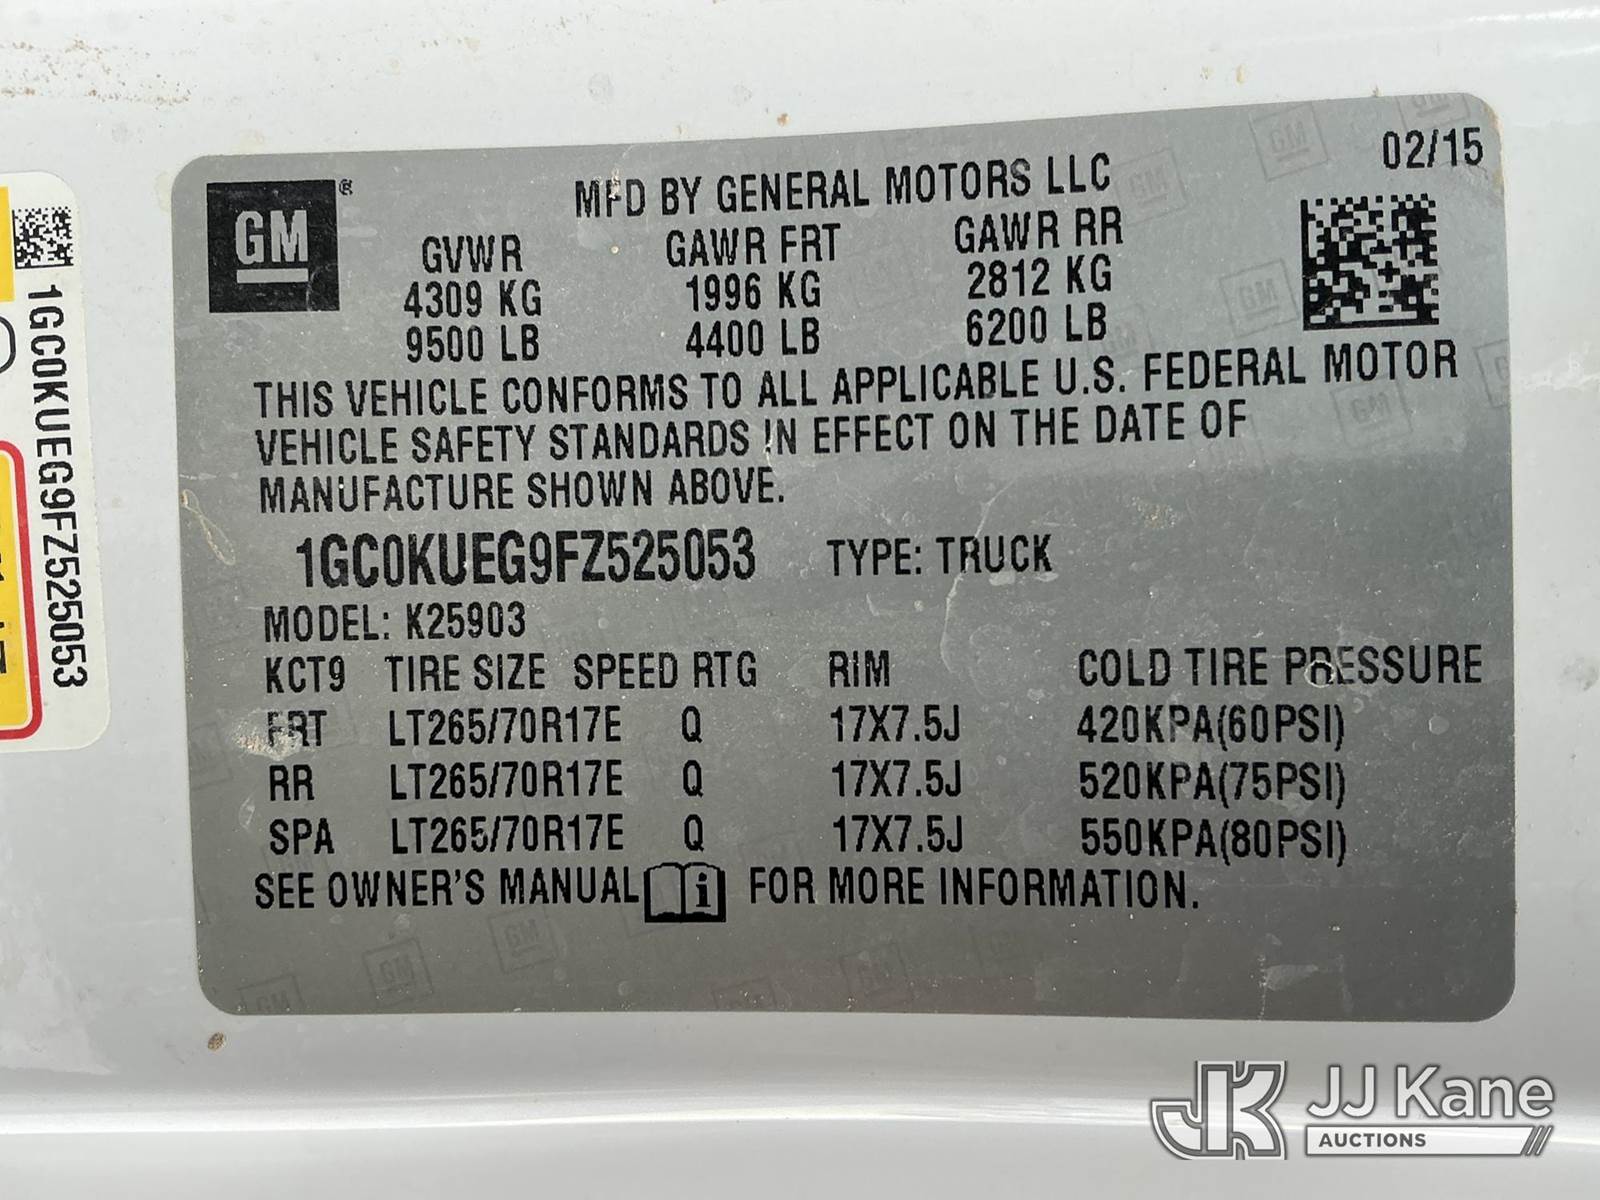 1GC0KUEG9FZ525053
GM®
MFD BY GENERAL MOTORS LLC
02/15
GVWR GAWR FRT GAWR RR
4309 KG 1996 KG 2812 KG
9500 LB 4400 LB 6200 LB
THIS VEHICLE CONFORMS TO ALL APPLICABLE U.S. FEDERAL MOTOR
VEHICLE SAFETY STANDARDS IN EFFECT ON THE DATE OF
MANUFACTURE SHOWN ABOVE.
1GC0KUEG9FZ525053 TYPE: TRUCK
MODEL: K25903
KCT9 TIRE SIZE SPEED RTG RIM COLD TIRE PRESSURE
FRT LT265/70R17E Q 17X7.5J 420KPA(60PSI)
RR LT265/70R17E Q 17X7.5J 520KPA(75PSI)
SPA LT265/70R17E Q 17X7.5J 550KPA(80PSI)
SEE OWNER'S MANUAL i FOR MORE INFORMATION.
JK JJ Kane
AUCTIONS